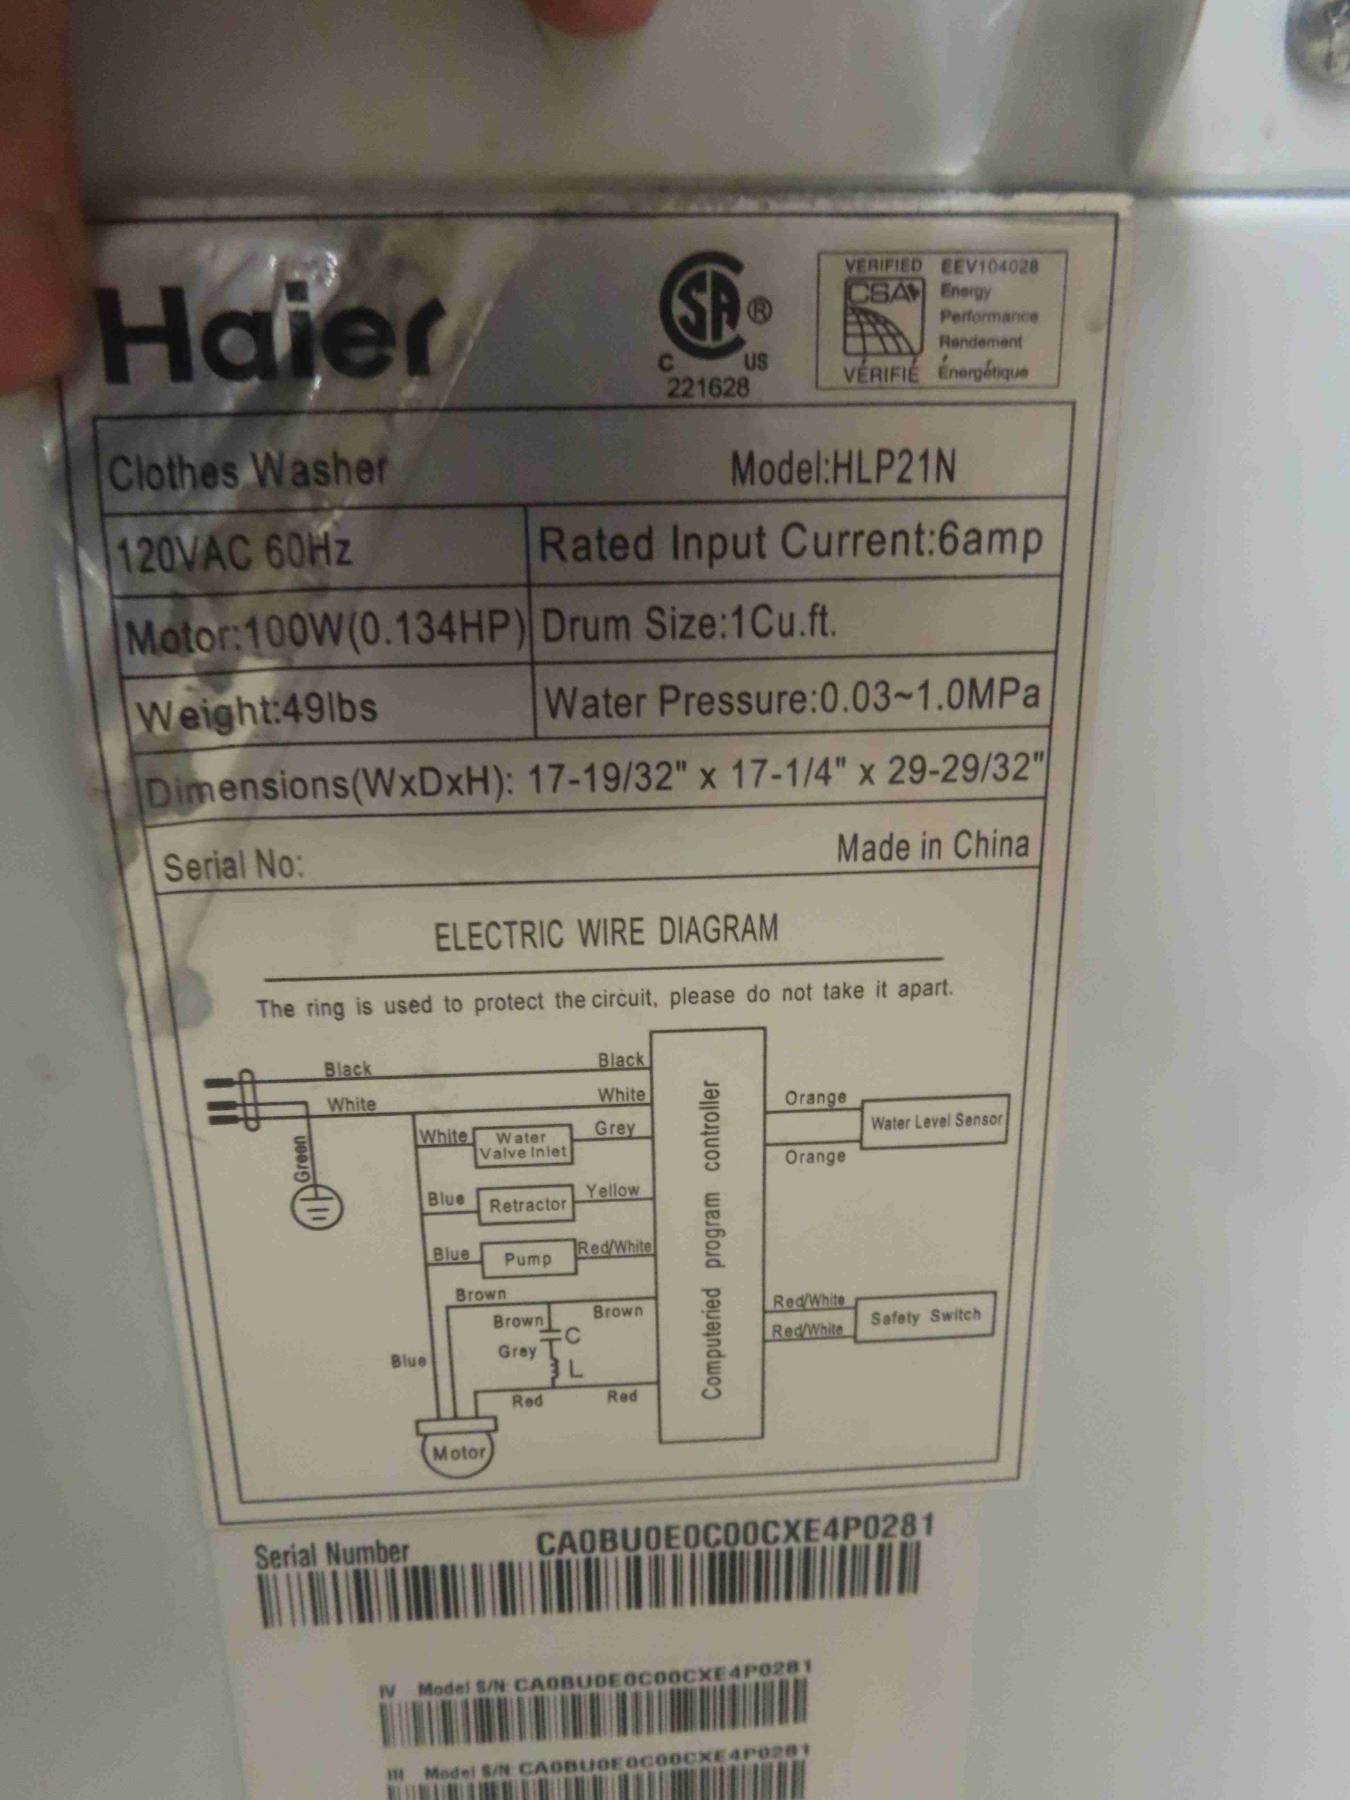 Haier
SA®
C US
221628
VERIFIED EEV104028
CSA Energy
Performance
Rendement
VÉRIFIÉ Énergétique
Clothes Washer Model:HLP21N
120VAC 60Hz Rated Input Current:6amp
Motor:100W(0.134HP) Drum Size:1Cu.ft.
Weight:49lbs Water Pressure:0.03~1.0MPa
Dimensions(WxDxH): 17-19/32" x 17-1/4" x 29-29/32"
Serial No: Made in China
ELECTRIC WIRE DIAGRAM
The ring is used to protect the circuit, please do not take it apart.
Black Black
White White
Green
White Water Valve Inlet Grey
Blue Retractor Yellow
Blue Pump Red/White
Brown Brown
Brown C
Grey L
Blue
Red Red
Motor
Computeried program controller
Orange
Water Level Sensor
Orange
Red/White
Safety Switch
Red/White
Serial Number CA0BU0E0C00CXE4P0281
IV Model S/N CA0BU0E0C00CXE4P0281
III Model S/N CA0BU0E0C00CXE4P0281